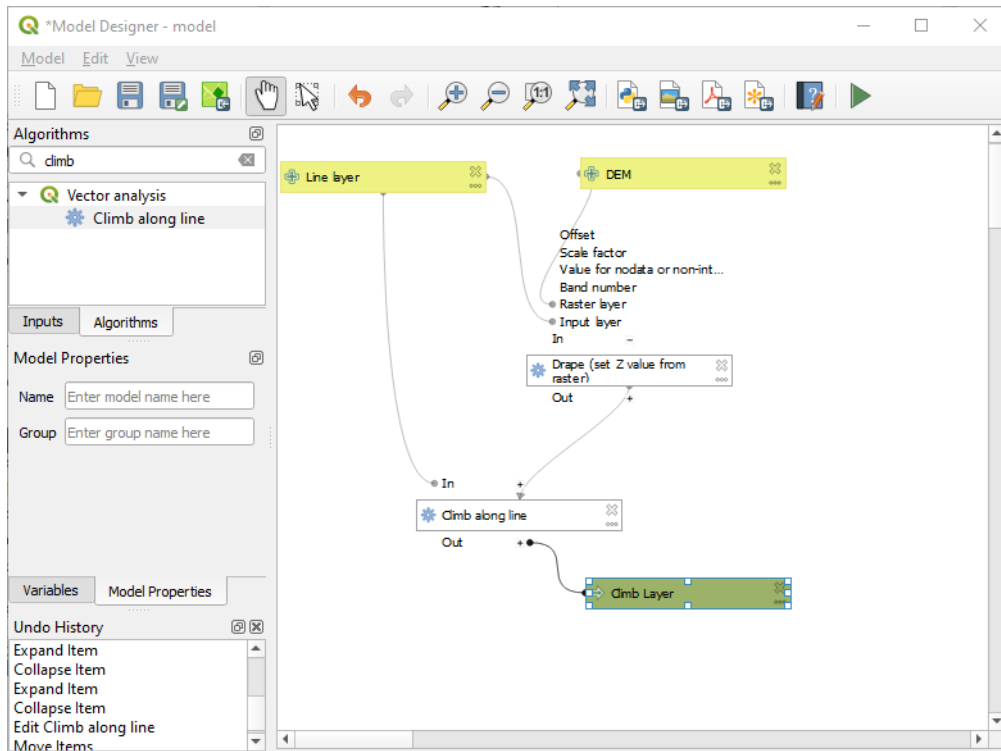 *Model Designer - model
Model Edit View
1:1
Algorithms
climb
Vector analysis
Climb along line
Inputs Algorithms
Model Properties
Name Enter model name here
Group Enter group name here
Variables Model Properties
Undo History
Expand Item
Collapse Item
Expand Item
Collapse Item
Edit Climb along line
Move Items
Line layer
DEM
Offset
Scale factor
Value for nodata or non-int...
Band number
Raster layer
Input layer
In −
Drape (set Z value from
raster)
Out +
In +
Climb along line
Out +
Climb Layer